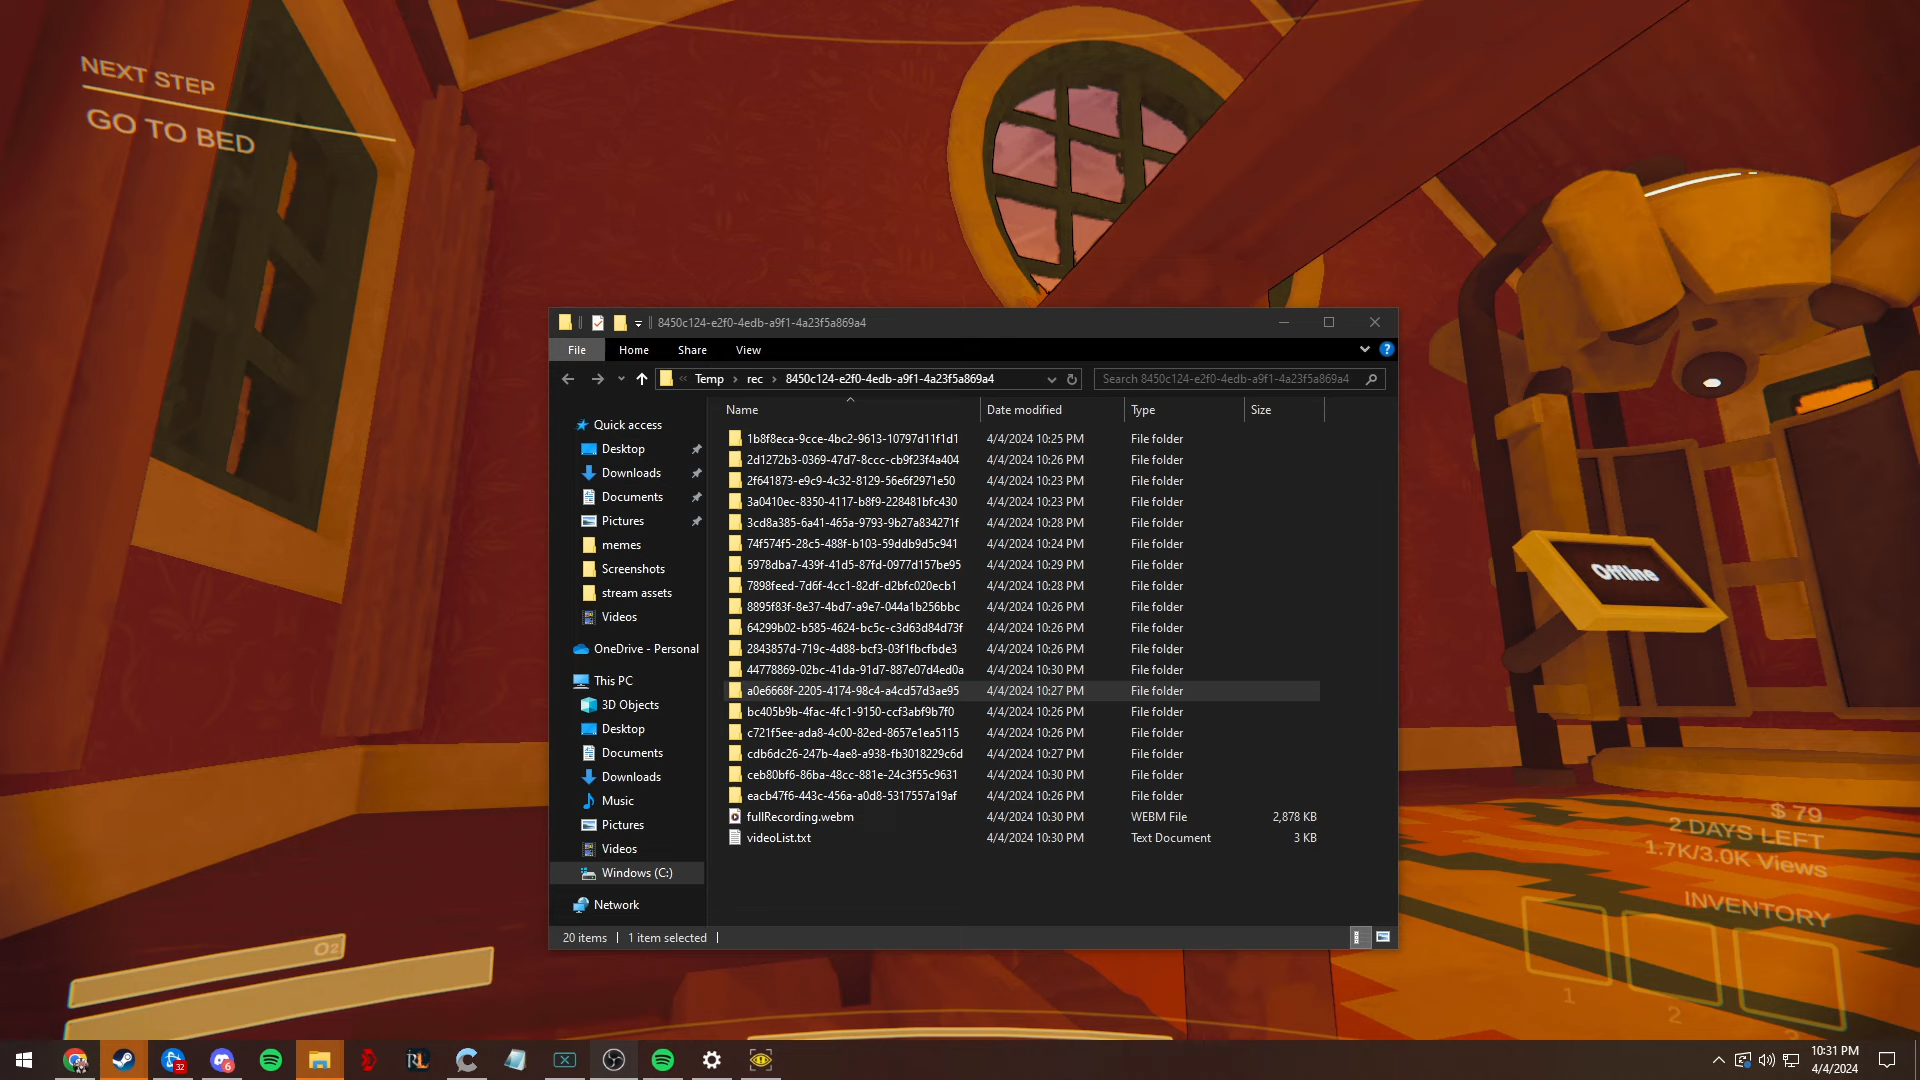 NEXT STEP
GO TO BED
8450c124-e2f0-4edb-a9f1-4a23f5a869a4
File Home Share View
« Temp › rec › 8450c124-e2f0-4edb-a9f1-4a23f5a869a4
Search 8450c124-e2f0-4edb-a9f1-4a23f5a869a4
Quick access
Desktop
Downloads
Documents
Pictures
memes
Screenshots
stream assets
Videos
OneDrive - Personal
This PC
3D Objects
Desktop
Documents
Downloads
Music
Pictures
Videos
Windows (C:)
Network
Name Date modified Type Size
1b8f8eca-9cce-4bc2-9613-10797d11f1d1 4/4/2024 10:25 PM File folder
2d1272b3-0369-47d7-8ccc-cb9f23f4a404 4/4/2024 10:26 PM File folder
2f641873-e9c9-4c32-8129-56e6f2971e50 4/4/2024 10:23 PM File folder
3a0410ec-8350-4117-b8f9-228481bfc430 4/4/2024 10:23 PM File folder
3cd8a385-6a41-465a-9793-9b27a834271f 4/4/2024 10:28 PM File folder
74f574f5-28c5-488f-b103-59ddb9d5c941 4/4/2024 10:24 PM File folder
5978dba7-439f-41d5-87fd-0977d157be95 4/4/2024 10:29 PM File folder
7898feed-7d6f-4cc1-82df-d2bfc020ecb1 4/4/2024 10:28 PM File folder
8895f83f-8e37-4bd7-a9e7-044a1b256bbc 4/4/2024 10:26 PM File folder
64299b02-b585-4624-bc5c-c3d63d84d73f 4/4/2024 10:26 PM File folder
2843857d-719c-4d88-bcf3-03f1fbcfbde3 4/4/2024 10:26 PM File folder
44778869-02bc-41da-91d7-887e07d4ed0a 4/4/2024 10:30 PM File folder
a0e6668f-2205-4174-98c4-a4cd57d3ae95 4/4/2024 10:27 PM File folder
bc405b9b-4fac-4fc1-9150-ccf3abf9b7f0 4/4/2024 10:26 PM File folder
c721f5ee-ada8-4c00-82ed-8657e1ea5115 4/4/2024 10:26 PM File folder
cdb6dc26-247b-4ae8-a938-fb3018229c6d 4/4/2024 10:27 PM File folder
ceb80bf6-86ba-48cc-881e-24c3f55c9631 4/4/2024 10:30 PM File folder
eacb47f6-443c-456a-a0d8-5317557a19af 4/4/2024 10:26 PM File folder
fullRecording.webm 4/4/2024 10:30 PM WEBM File 2,878 KB
videoList.txt 4/4/2024 10:30 PM Text Document 3 KB
20 items 1 item selected
Offline
$ 79
2 DAYS LEFT
1.7K/3.0K Views
INVENTORY
1
2
3
O2
32
6
RL
10:31 PM
4/4/2024